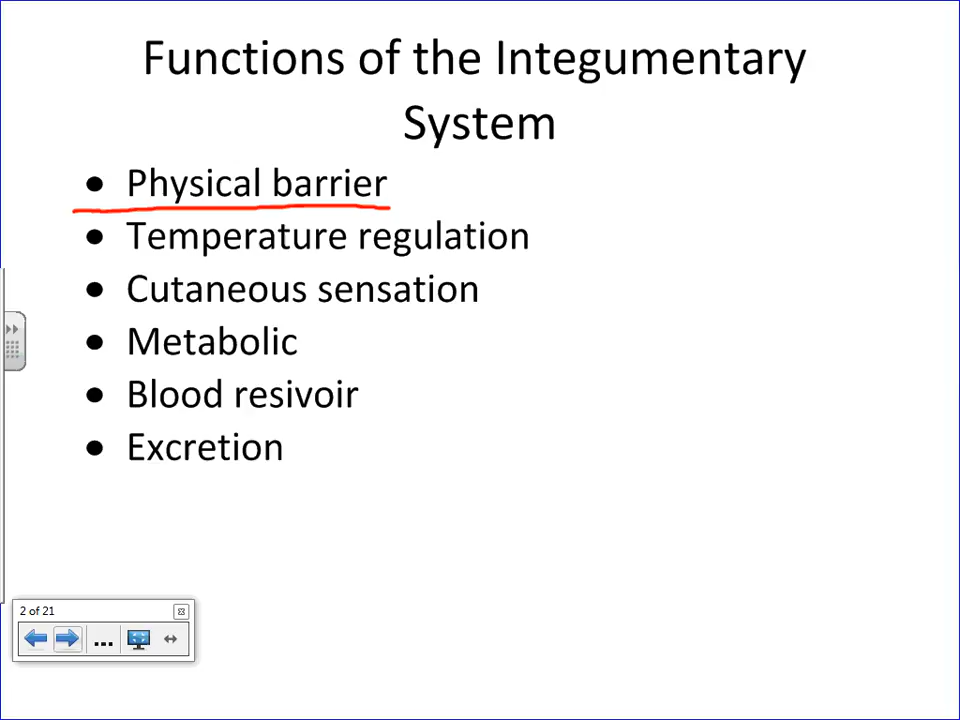 Functions of the Integumentary
System
• Physical barrier
• Temperature regulation
• Cutaneous sensation
• Metabolic
• Blood resivoir
• Excretion
2 of 21
...